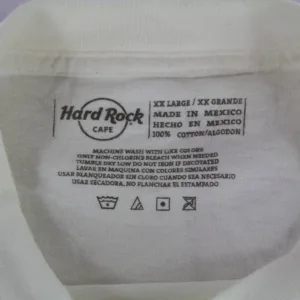 Hard Rock
CAFE
XX LARGE / XX GRANDE
MADE IN MEXICO
HECHO EN MEXICO
100% COTTON/ALGODON
MACHINE WASH WITH LIKE COLORS
ONLY NON-CHLORINE BLEACH WHEN NEEDED
TUMBLE DRY LOW DO NOT IRON IF DECORATED
LAVAR EN MAQUINA CON COLORES SIMILARES
USAR BLANQUEADOR SIN CLORO CUANDO SEA NECESARIO
USAR SECADORA, NO PLANCHAR EL ESTAMPADO